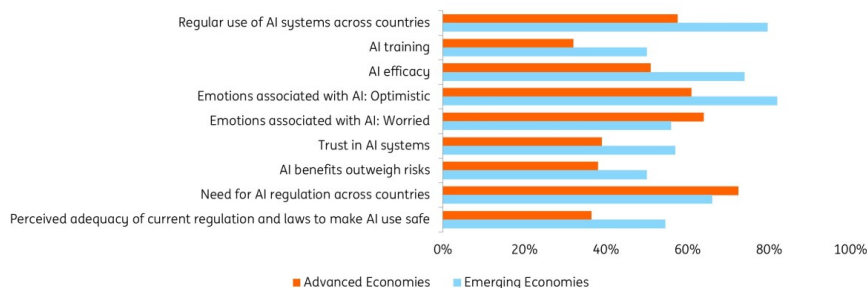 Regular use of AI systems across countries
AI training
AI efficacy
Emotions associated with AI: Optimistic
Emotions associated with AI: Worried
Trust in AI systems
AI benefits outweigh risks
Need for AI regulation across countries
Perceived adequacy of current regulation and laws to make AI use safe
0% 20% 40% 60% 80% 100%
Advanced Economies Emerging Economies